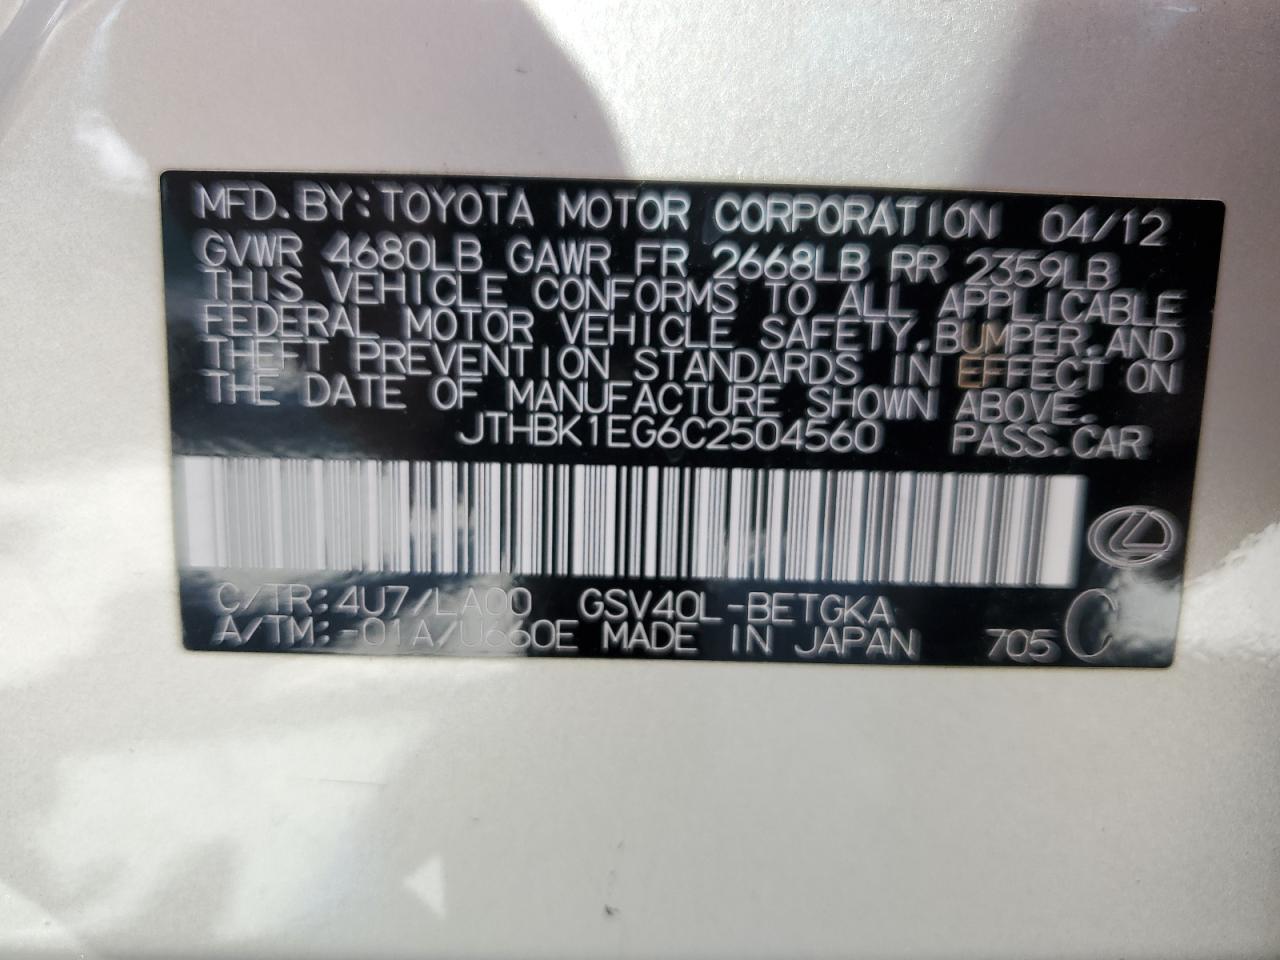 MFD.BY:TOYOTA MOTOR CORPORATION 04/12
GVWR 4680LB GAWR FR 2668LB RR 2359LB
THIS VEHICLE CONFORMS TO ALL APPLICABLE
FEDERAL MOTOR VEHICLE SAFETY,BUMPER,AND
THEFT PREVENTION STANDARDS IN EFFECT ON
THE DATE OF MANUFACTURE SHOWN ABOVE.
JTHBK1EG6C2504560 PASS.CAR
C/TR:4U7/LA00 GSV40L-BETGKA
A/TM:-01A/U660E MADE IN JAPAN 705 C